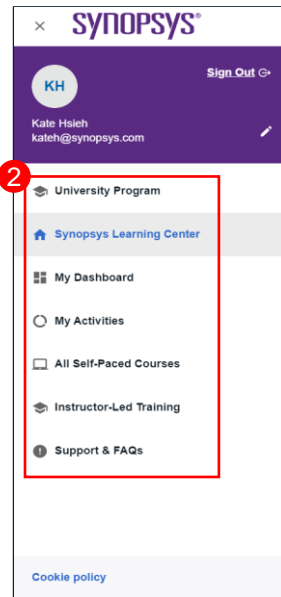 SYNOPSYS®
KH
Sign Out
Kate Hsieh
kateh@synopsys.com
2
University Program
Synopsys Learning Center
My Dashboard
My Activities
All Self-Paced Courses
Instructor-Led Training
Support & FAQs
Cookie policy